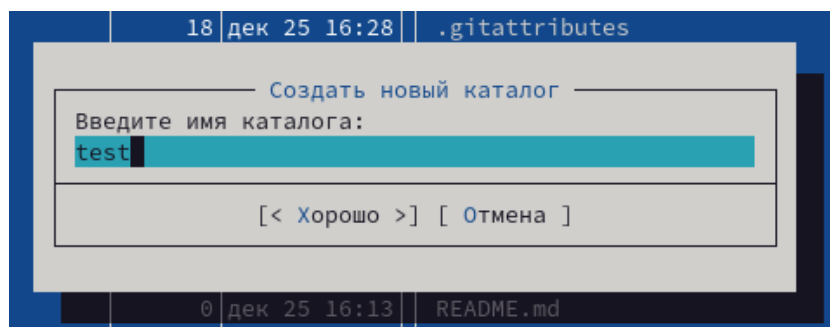 18 дек 25 16:28 .gitattributes
Создать новый каталог
Введите имя каталога:
test
[< Хорошо >] [ Отмена ]
0 дек 25 16:13 README.md